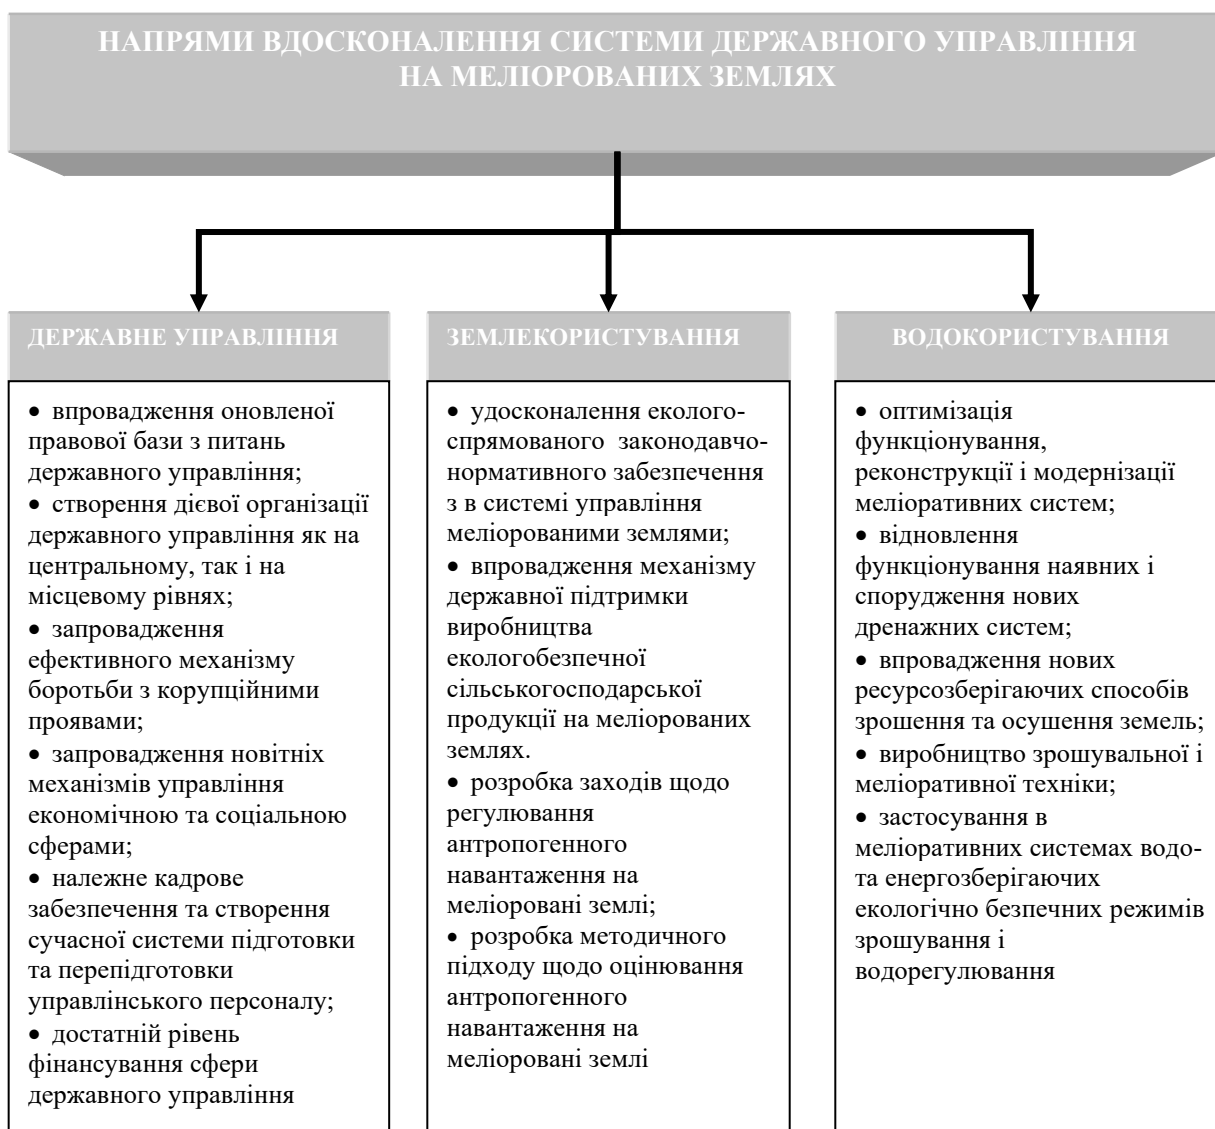 НАПРЯМИ ВДОСКОНАЛЕННЯ СИСТЕМИ ДЕРЖАВНОГО УПРАВЛІННЯ
НА МЕЛІОРОВАНИХ ЗЕМЛЯХ
ДЕРЖАВНЕ УПРАВЛІННЯ
• впровадження оновленої
правової бази з питань
державного управління;
• створення дієвої організації
державного управління як на
центральному, так і на
місцевому рівнях;
• запровадження
ефективного механізму
боротьби з корупційними
проявами;
• запровадження новітніх
механізмів управління
економічною та соціальною
сферами;
• належне кадрове
забезпечення та створення
сучасної системи підготовки
та перепідготовки
управлінського персоналу;
• достатній рівень
фінансування сфери
державного управління
ЗЕМЛЕКОРИСТУВАННЯ
• удосконалення еколого-
спрямованого законодавчо-
нормативного забезпечення
з в системі управління
меліорованими землями;
• впровадження механізму
державної підтримки
виробництва
екологобезпечної
сільськогосподарської
продукції на меліорованих
землях.
• розробка заходів щодо
регулювання
антропогенного
навантаження на
меліоровані землі;
• розробка методичного
підходу щодо оцінювання
антропогенного
навантаження на
меліоровані землі
ВОДОКОРИСТУВАННЯ
• оптимізація
функціонування,
реконструкції і модернізації
меліоративних систем;
• відновлення
функціонування наявних і
спорудження нових
дренажних систем;
• впровадження нових
ресурсозберігаючих способів
зрошення та осушення земель;
• виробництво зрошувальної і
меліоративної техніки;
• застосування в
меліоративних системах водо-
та енергозберігаючих
екологічно безпечних режимів
зрошування і
водорегулювання